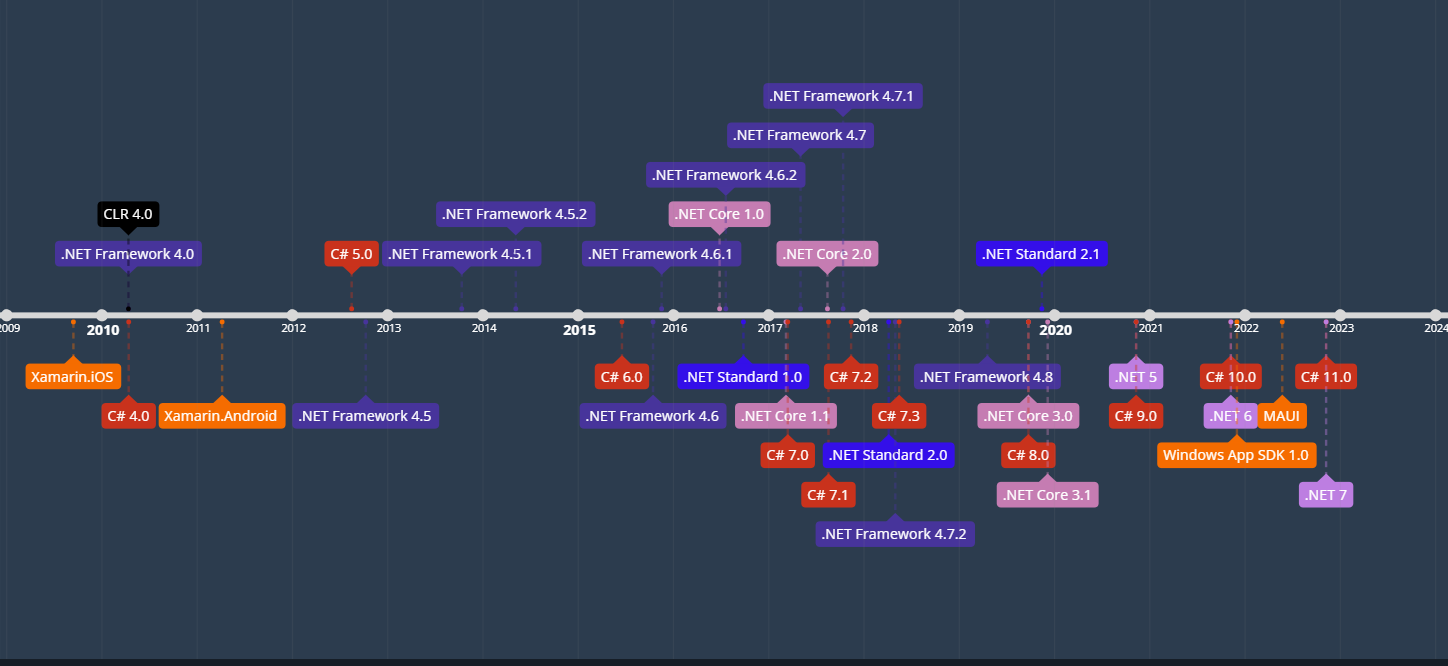 .NET Framework 4.7.1
.NET Framework 4.7
.NET Framework 4.6.2
CLR 4.0
.NET Framework 4.5.2
.NET Core 1.0
.NET Framework 4.0
C# 5.0
.NET Framework 4.5.1
.NET Framework 4.6.1
.NET Core 2.0
.NET Standard 2.1
2009 2010 2011 2012 2013 2014 2015 2016 2017 2018 2019 2020 2021 2022 2023 2024
Xamarin.iOS
C# 6.0
.NET Standard 1.0
C# 7.2
.NET Framework 4.8
.NET 5
C# 10.0
C# 11.0
C# 4.0
Xamarin.Android
.NET Framework 4.5
.NET Framework 4.6
.NET Core 1.1
C# 7.3
.NET Core 3.0
C# 9.0
.NET 6
MAUI
C# 7.0
.NET Standard 2.0
C# 8.0
Windows App SDK 1.0
C# 7.1
.NET Core 3.1
.NET 7
.NET Framework 4.7.2